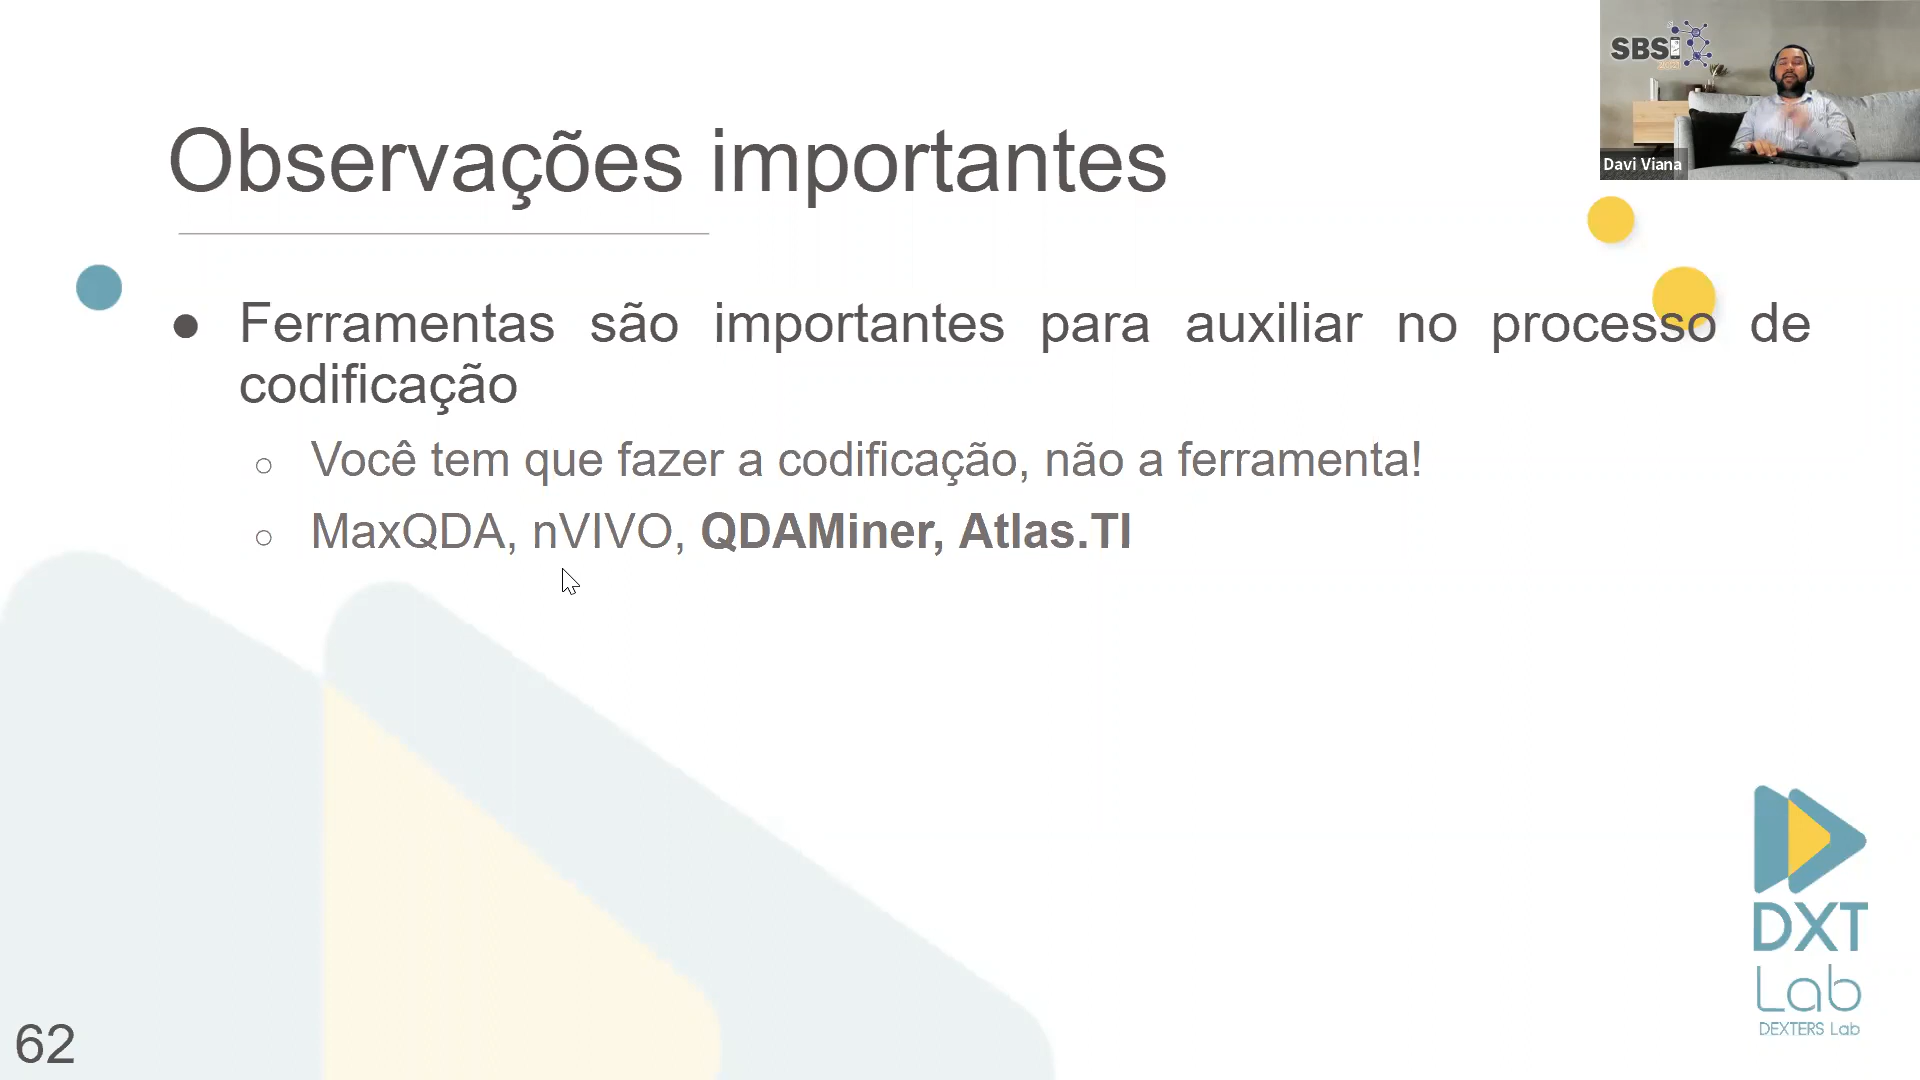 SBSI
Davi Viana
Observações importantes
● Ferramentas são importantes para auxiliar no processo de
codificação
○ Você tem que fazer a codificação, não a ferramenta!
○ MaxQDA, nVIVO, QDAMiner, Atlas.TI
DXT
Lab
DEXTERS Lab
62